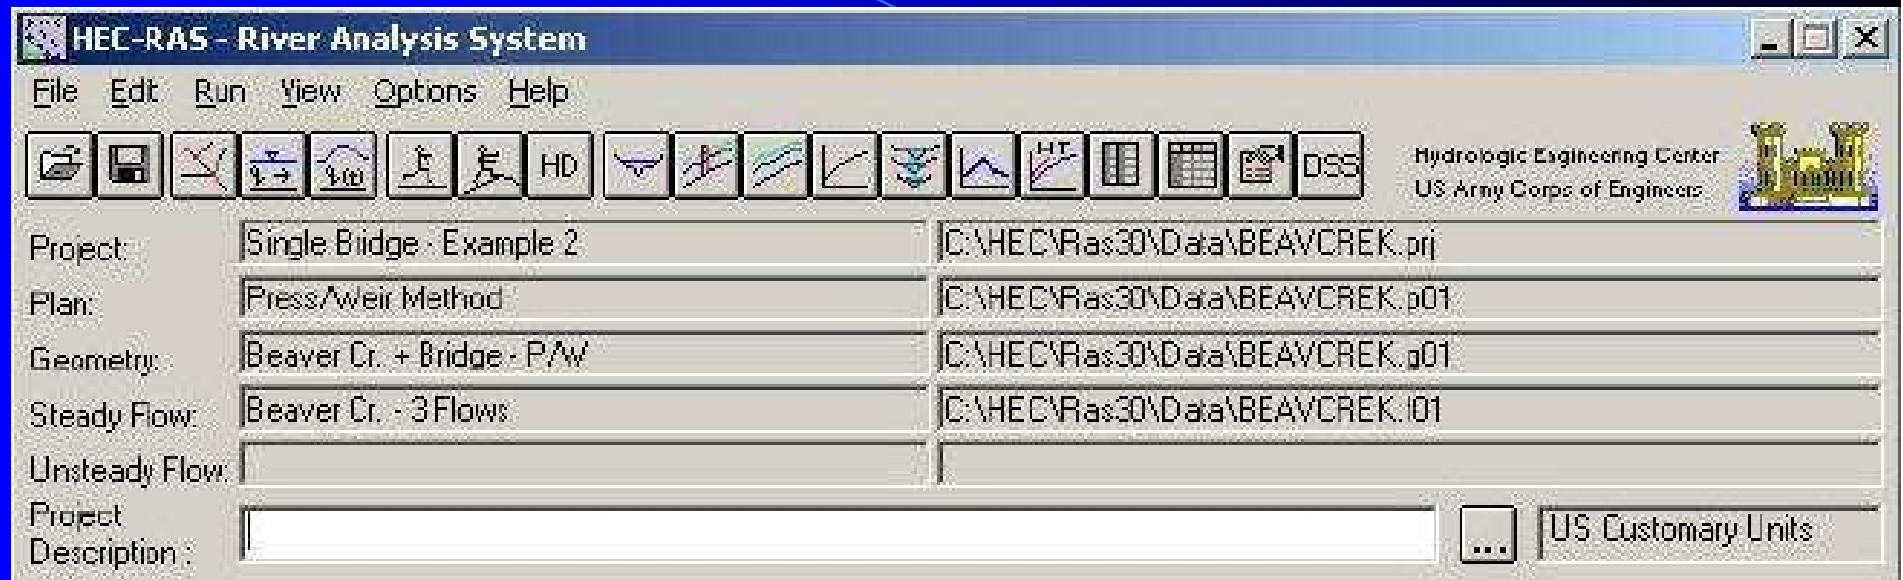 HEC-RAS - River Analysis System
File Edit Run View Options Help
HD
HT
DSS
Hydrologic Engineering Center
US Army Corps of Engineers
Project: Single Bridge - Example 2 C:\HEC\Ras30\Data\BEAVCREK.prj
Plan: Press/Weir Method C:\HEC\Ras30\Data\BEAVCREK.p01
Geometry: Beaver Cr. + Bridge - P/W C:\HEC\Ras30\Data\BEAVCREK.g01
Steady Flow: Beaver Cr. - 3 Flows C:\HEC\Ras30\Data\BEAVCREK.f01
Unsteady Flow:
Project
Description :
... US Customary Units